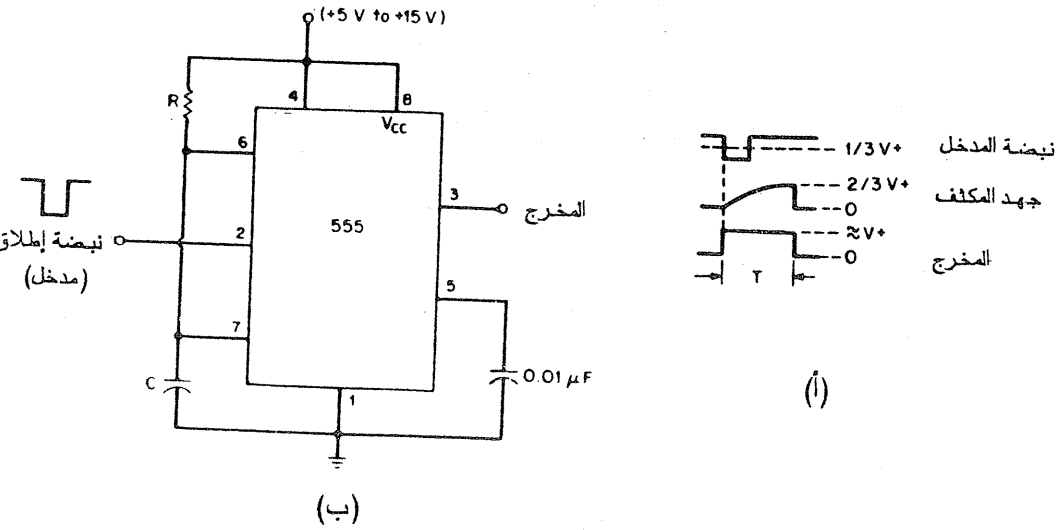 (+5 V to +15 V)
R
4
8
VCC
6
3
555
المخرج
2
نبضة إطلاق
(مدخل)
5
7
C
0.01 μF
1
(ب)
نبضة المدخل
1/3 V+
جهد المكثف
2/3 V+
0
المخرج
≈V+
0
T
(أ)